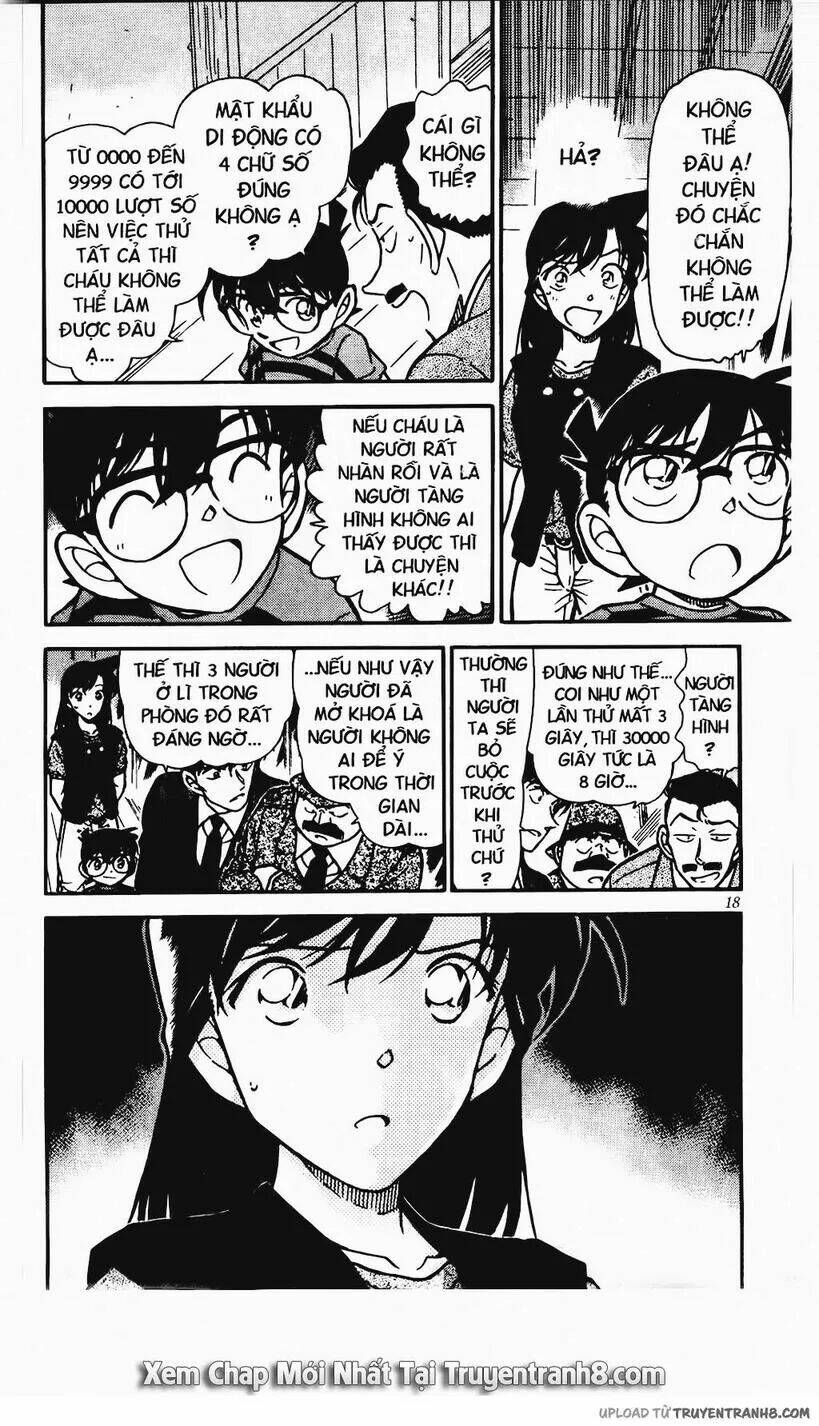 KHÔNG
THỂ
ĐÂU Ạ!
CHUYỆN
ĐÓ CHẮC
CHẮN
KHÔNG
THỂ LÀM
ĐƯỢC!!
HẢ?
CÁI GÌ
KHÔNG
THỂ?
MẬT KHẨU
DI ĐỘNG CÓ
4 CHỮ SỐ
ĐÚNG
KHÔNG Ạ
?
TỪ 0000 ĐẾN
9999 CÓ TỚI
10000 LƯỢT SỐ
NÊN VIỆC THỬ
TẤT CẢ THÌ
CHÁU KHÔNG
THỂ LÀM
ĐƯỢC ĐÂU
Ạ...
NẾU CHÁU LÀ
NGƯỜI RẤT
NHÀN RỖI VÀ LÀ
NGƯỜI TÀNG
HÌNH KHÔNG AI
THẤY ĐƯỢC THÌ
LÀ CHUYỆN
KHÁC!!
NGƯỜI
TÀNG
HÌNH
?
ĐÚNG NHƯ THẾ...
COI NHƯ MỘT
LẦN THỬ MẤT 3
GIÂY, THÌ 30000
GIÂY TỨC LÀ
8 GIỜ...
THƯỜNG
THÌ
NGƯỜI
TA SẼ
BỎ
CUỘC
TRƯỚC
KHI
THỬ
CHỨ
?
...NẾU NHƯ VẬY
NGƯỜI ĐÃ
MỞ KHOÁ LÀ
NGƯỜI KHÔNG
AI ĐỂ Ý
TRONG THỜI
GIAN
DÀI...
THẾ THÌ 3 NGƯỜI
Ở LÌ TRONG
PHÒNG ĐÓ RẤT
ĐÁNG NGỜ...
18
Xem Chap Mới Nhất Tại Truyentranh8.com
UPLOAD TỪ TRUYENTRANH8.COM